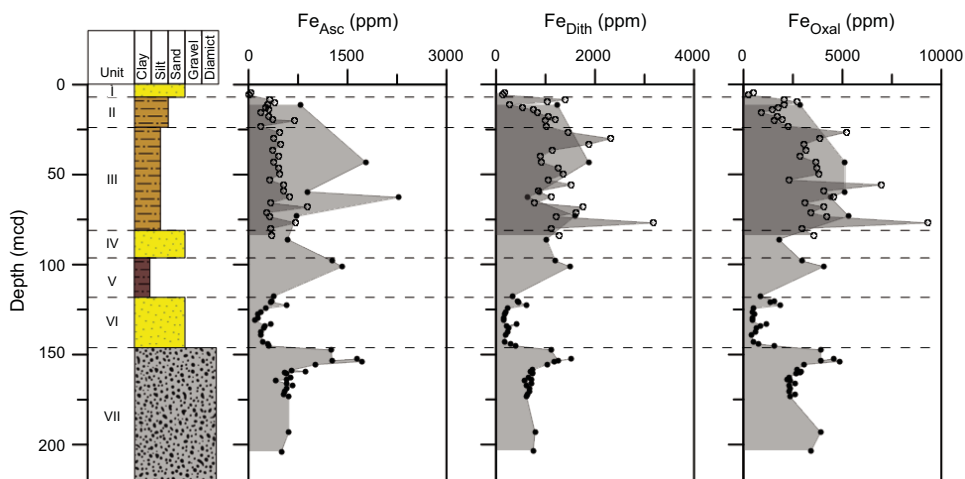 Fe_Asc (ppm) Fe_Dith (ppm) Fe_Oxal (ppm)
Unit Clay Silt Sand Gravel Diamict
0 1500 3000 0 2000 4000 0 5000 10000
Depth (mcd)
0
50
100
150
200
I
II
III
IV
V
VI
VII